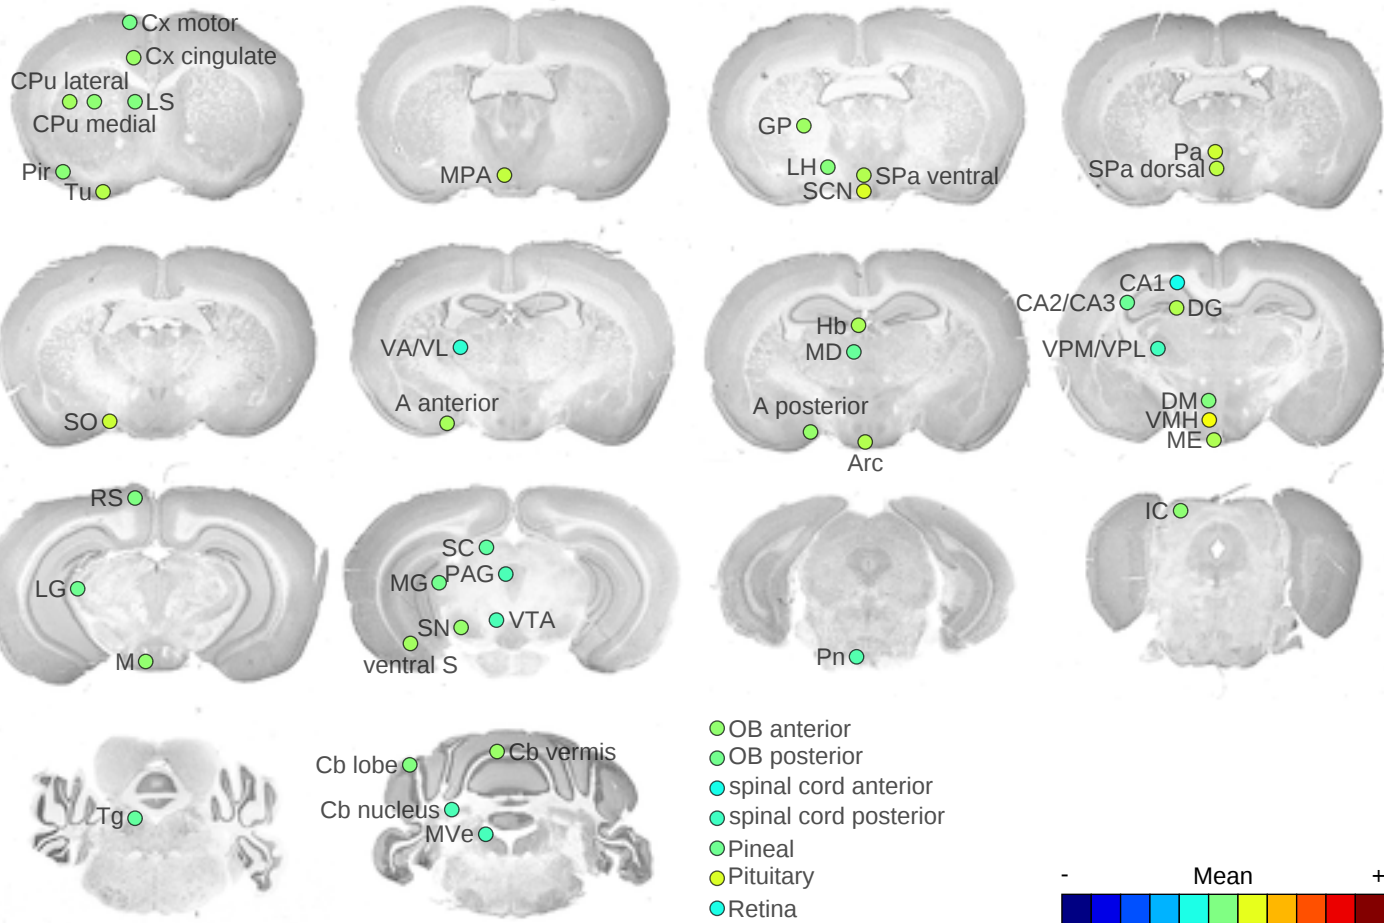 Cx motor
Cx cingulate
CPu lateral
LS
CPu medial
Pir
Tu
MPA
GP
LH
SPa ventral
SCN
Pa
SPa dorsal
SO
VA/VL
A anterior
Hb
MD
A posterior
Arc
CA1
CA2/CA3
DG
VPM/VPL
DM
VMH
ME
RS
LG
M
SC
MG
PAG
SN
VTA
ventral S
Pn
IC
Tg
Cb lobe
Cb vermis
Cb nucleus
MVe
OB anterior
OB posterior
spinal cord anterior
spinal cord posterior
Pineal
Pituitary
Retina
- Mean +